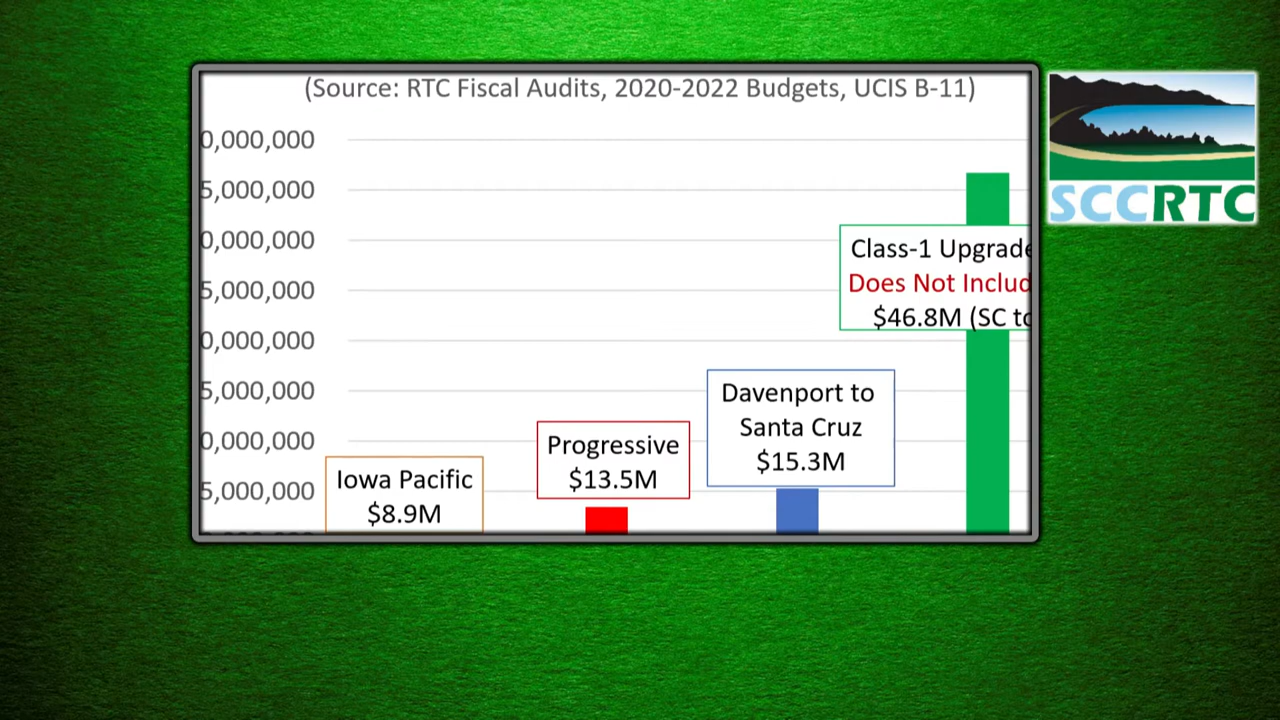 (Source: RTC Fiscal Audits, 2020-2022 Budgets, UCIS B-11)
0,000,000
5,000,000
0,000,000
5,000,000
0,000,000
5,000,000
0,000,000
5,000,000
Class-1 Upgrade
Does Not Includ
$46.8M (SC to
Davenport to
Santa Cruz
$15.3M
Progressive
$13.5M
Iowa Pacific
$8.9M
SCCRTC